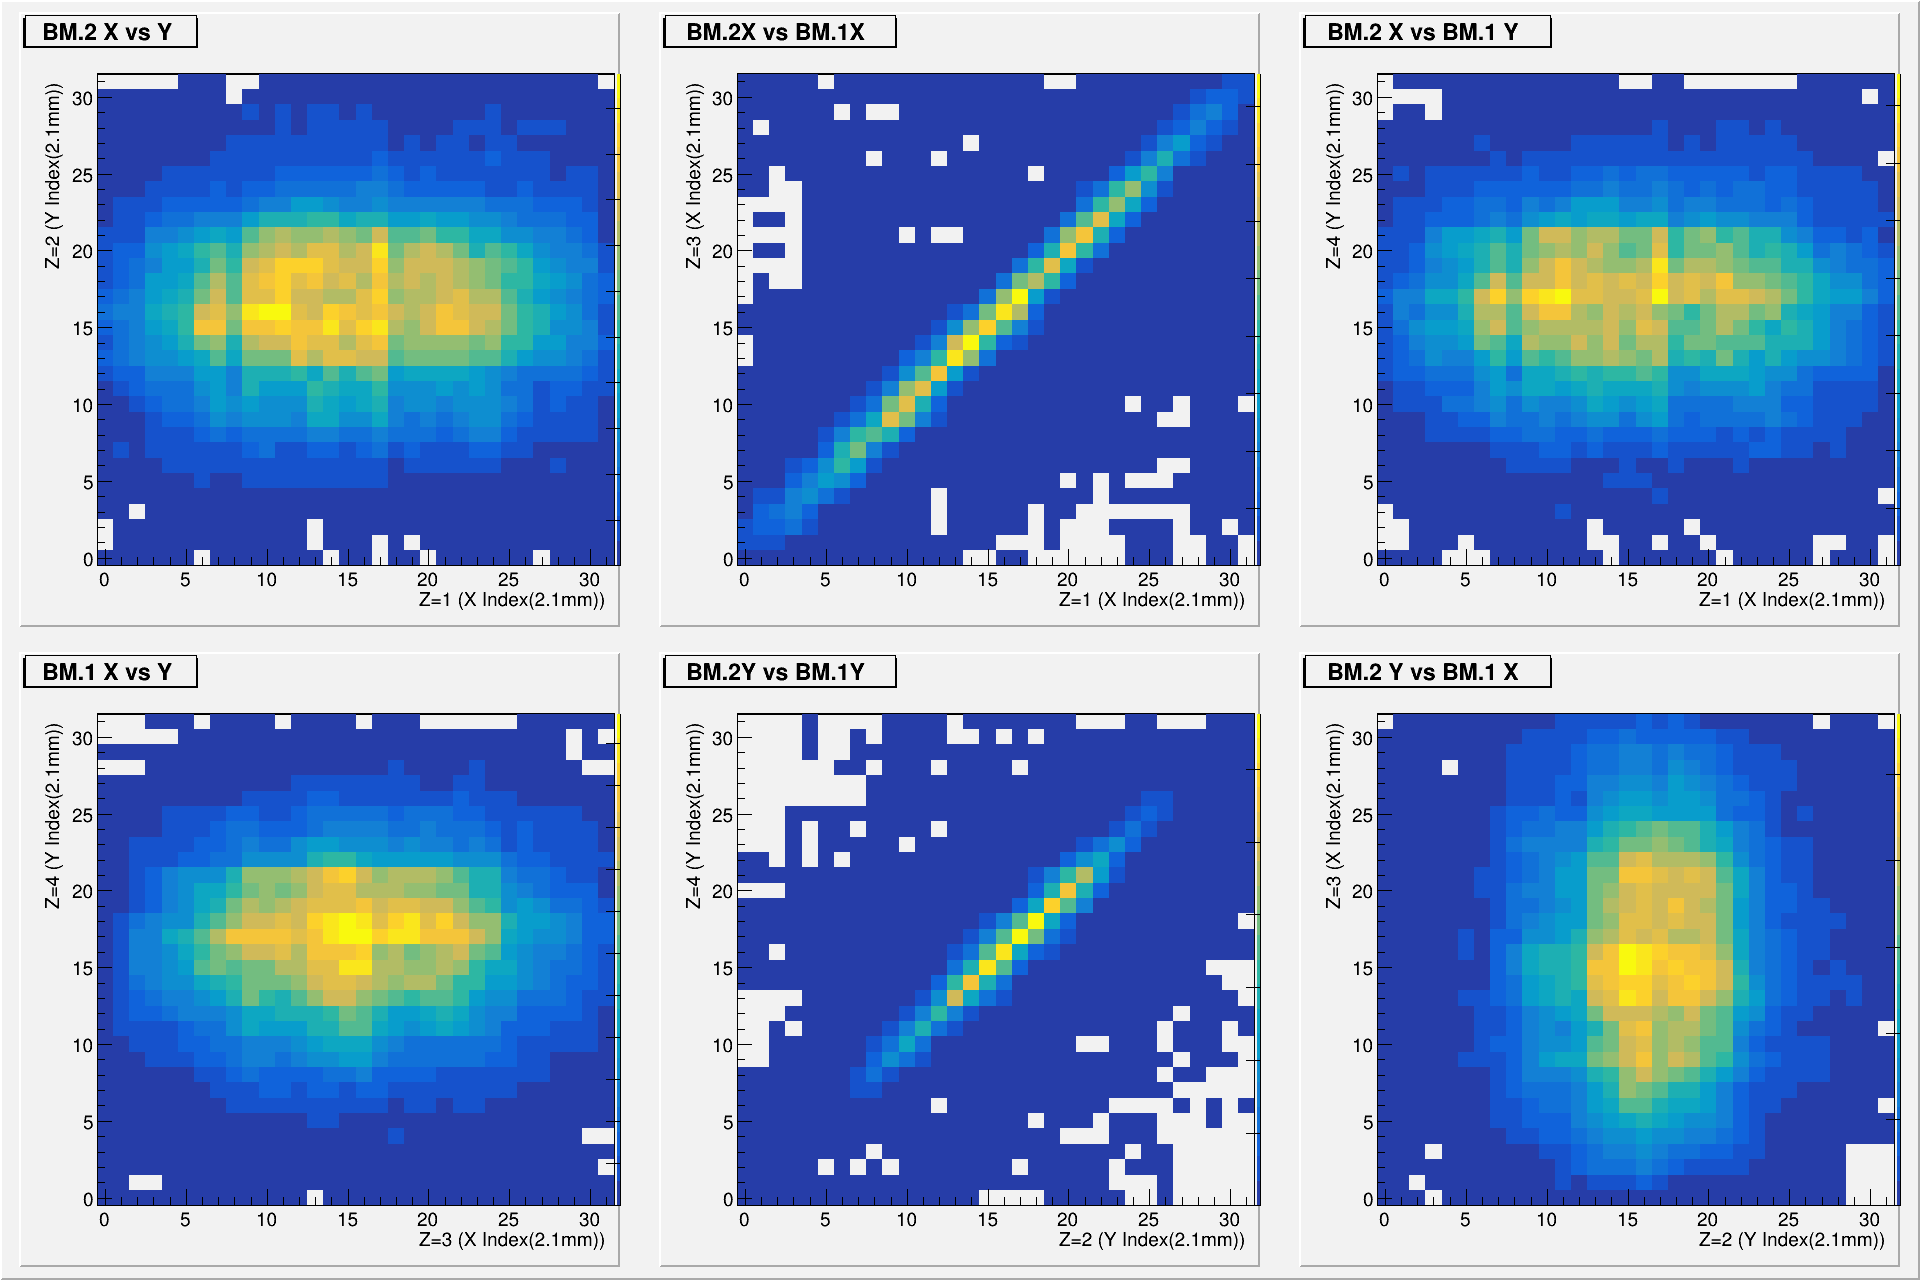 BM.2 X vs Y
Z=2 (Y Index(2.1mm))
30
25
20
15
10
5
0
0 5 10 15 20 25 30
Z=1 (X Index(2.1mm))
BM.2X vs BM.1X
Z=3 (X Index(2.1mm))
30
25
20
15
10
5
0
0 5 10 15 20 25 30
Z=1 (X Index(2.1mm))
BM.2 X vs BM.1 Y
Z=4 (Y Index(2.1mm))
30
25
20
15
10
5
0
0 5 10 15 20 25 30
Z=1 (X Index(2.1mm))
BM.1 X vs Y
Z=4 (Y Index(2.1mm))
30
25
20
15
10
5
0
0 5 10 15 20 25 30
Z=3 (X Index(2.1mm))
BM.2Y vs BM.1Y
Z=4 (Y Index(2.1mm))
30
25
20
15
10
5
0
0 5 10 15 20 25 30
Z=2 (Y Index(2.1mm))
BM.2 Y vs BM.1 X
Z=3 (X Index(2.1mm))
30
25
20
15
10
5
0
0 5 10 15 20 25 30
Z=2 (Y Index(2.1mm))